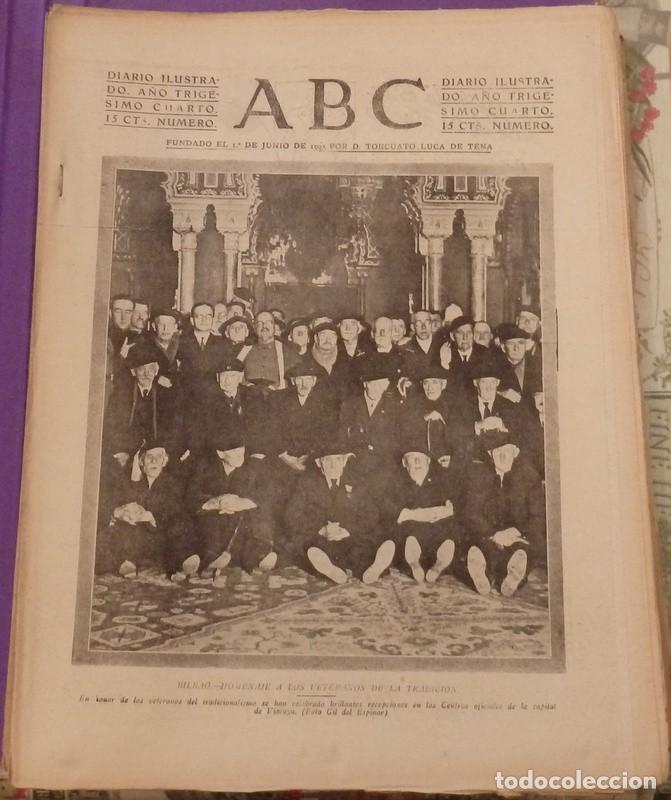 DIARIO ILUSTRA-
DO. AÑO TRIGE-
SIMO CUARTO.
15 CTS. NUMERO.
ABC
DIARIO ILUSTRA-
DO. AÑO TRIGE-
SIMO CUARTO.
15 CTS. NUMERO.
FUNDADO EL 1.º DE JUNIO DE 1905 POR D. TORCUATO LUCA DE TENA
BILBAO.—HOMENAJE A LOS VETERANOS DE LA TRADICION
En honor de los veteranos del tradicionalismo se han celebrado brillantes recepciones en los Centros oficiales de la capital
de Vizcaya. (Foto Gil del Espinar)
todocoleccion